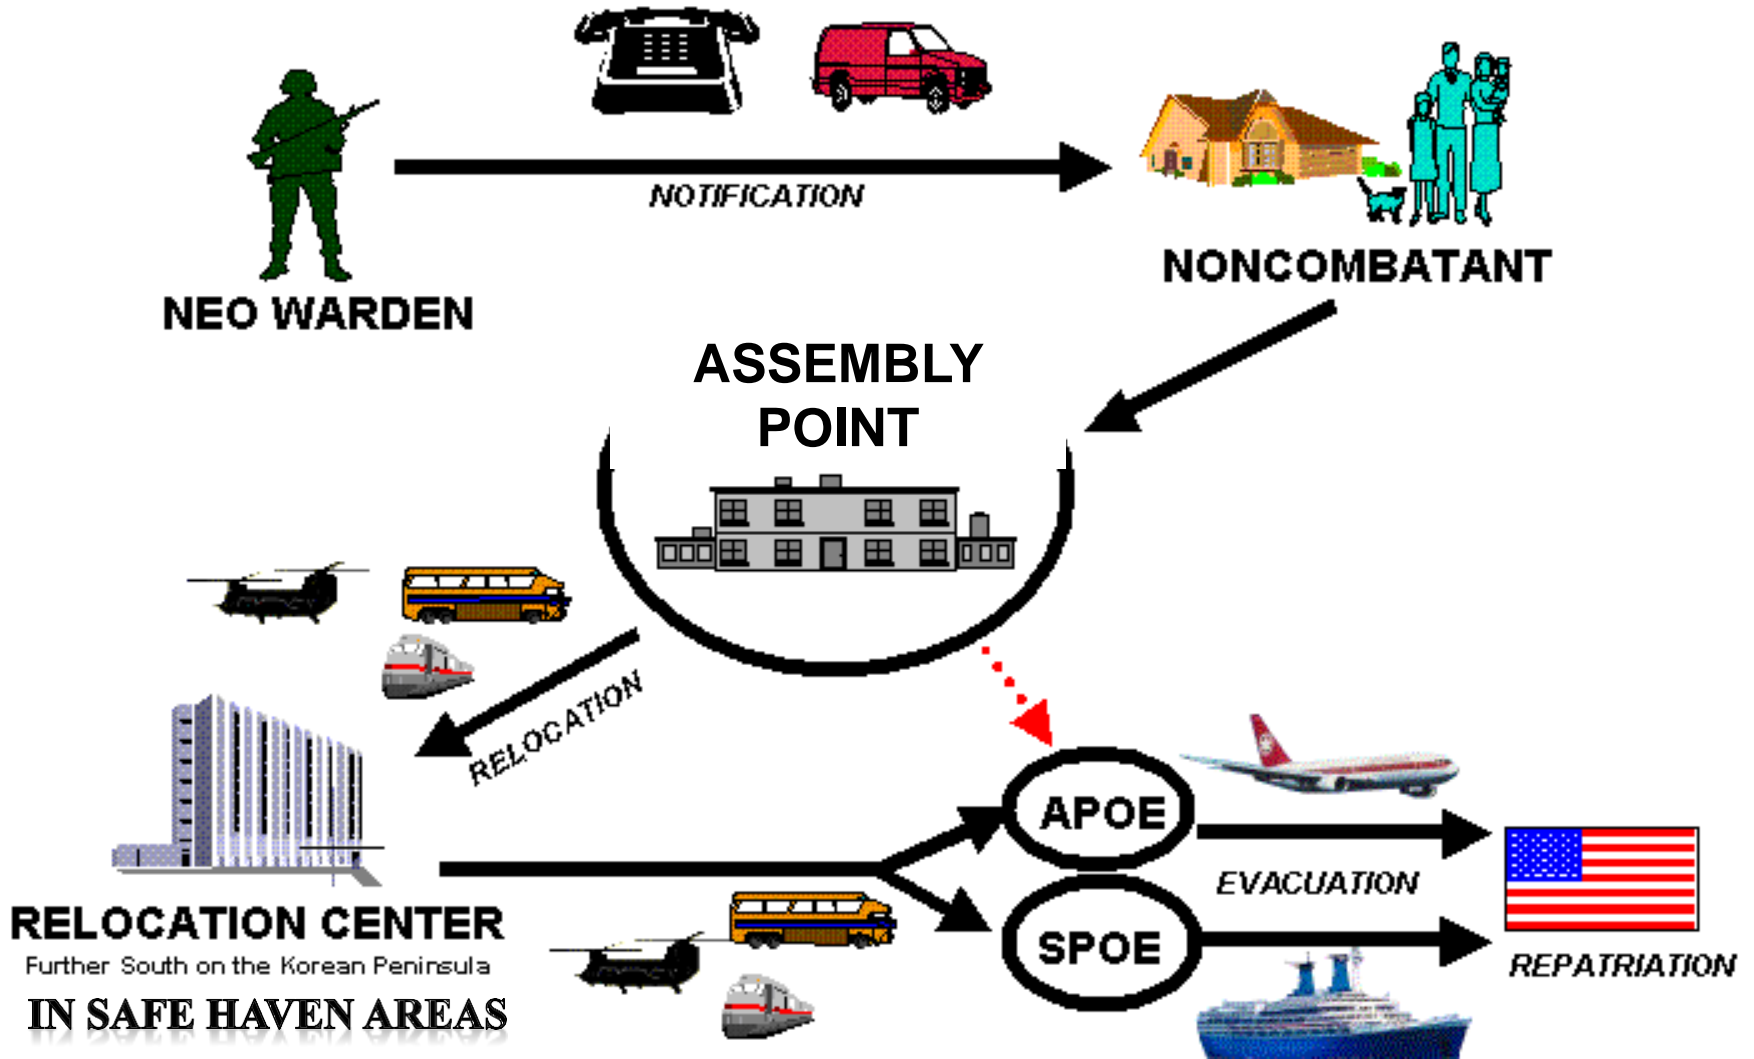 NOTIFICATION
NEO WARDEN
NONCOMBATANT
ASSEMBLY
POINT
RELOCATION
RELOCATION CENTER
Further South on the Korean Peninsula
IN SAFE HAVEN AREAS
APOE
SPOE
EVACUATION
REPATRIATION